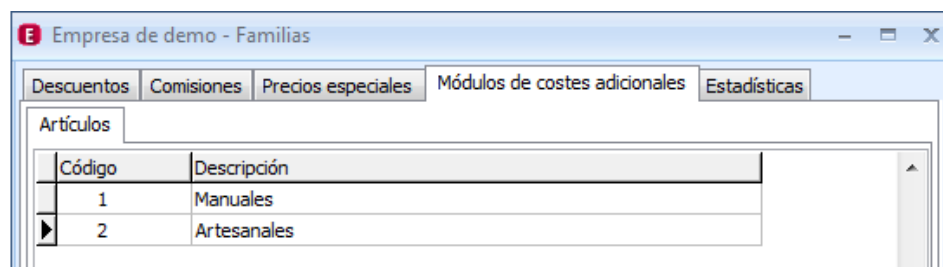 E Empresa de demo - Familias
Descuentos Comisiones Precios especiales Módulos de costes adicionales Estadísticas
Artículos
Código Descripción
1 Manuales
2 Artesanales